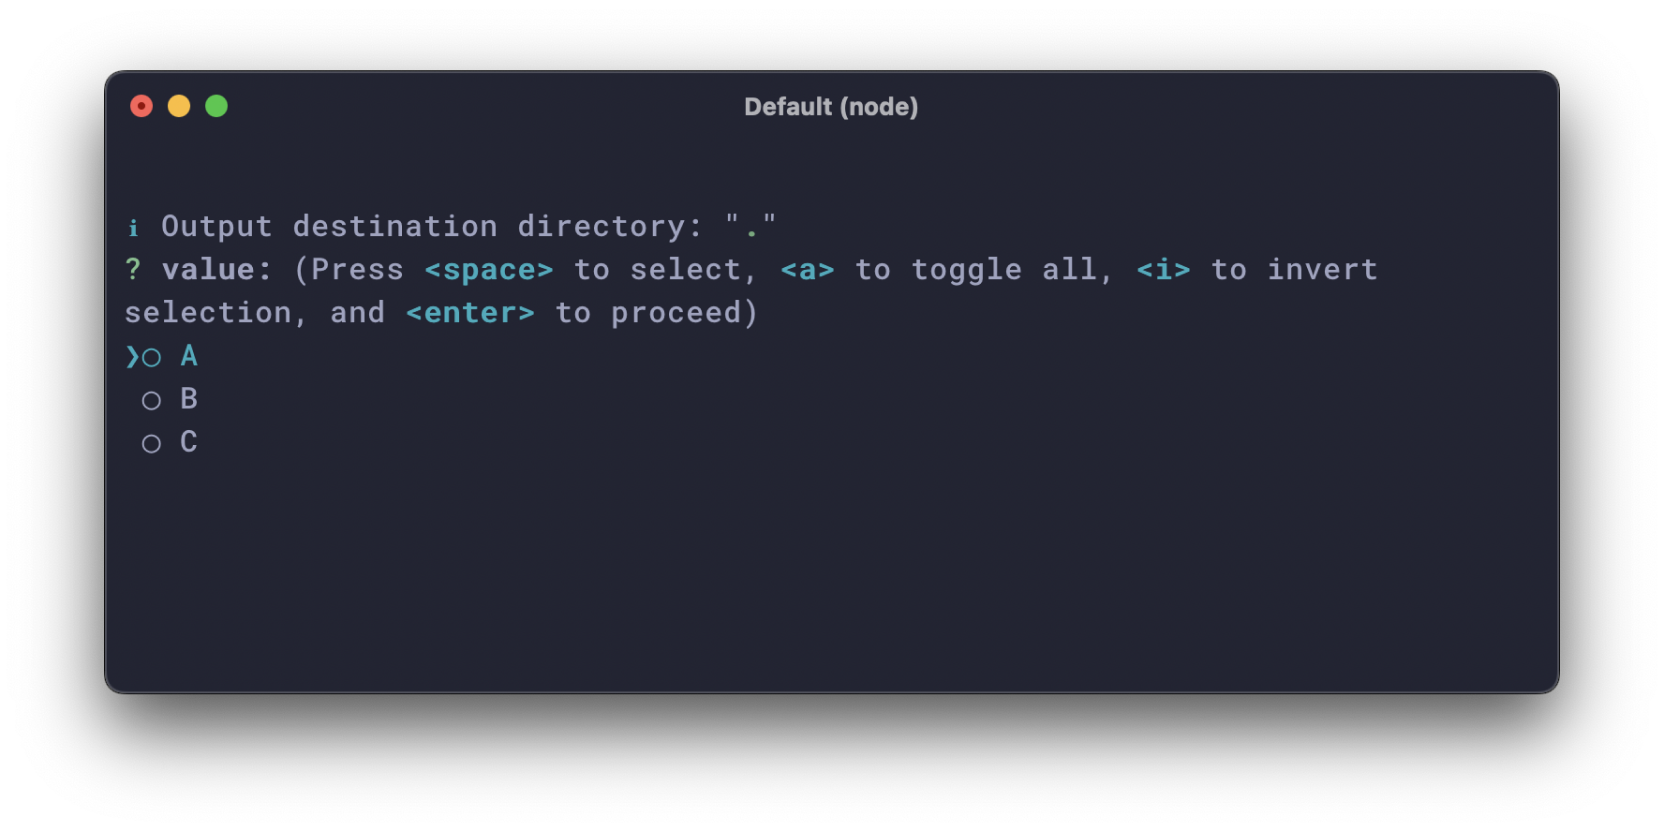 Default (node)
i Output destination directory: "."
? value: (Press <space> to select, <a> to toggle all, <i> to invert
selection, and <enter> to proceed)
❯◯ A
◯ B
◯ C